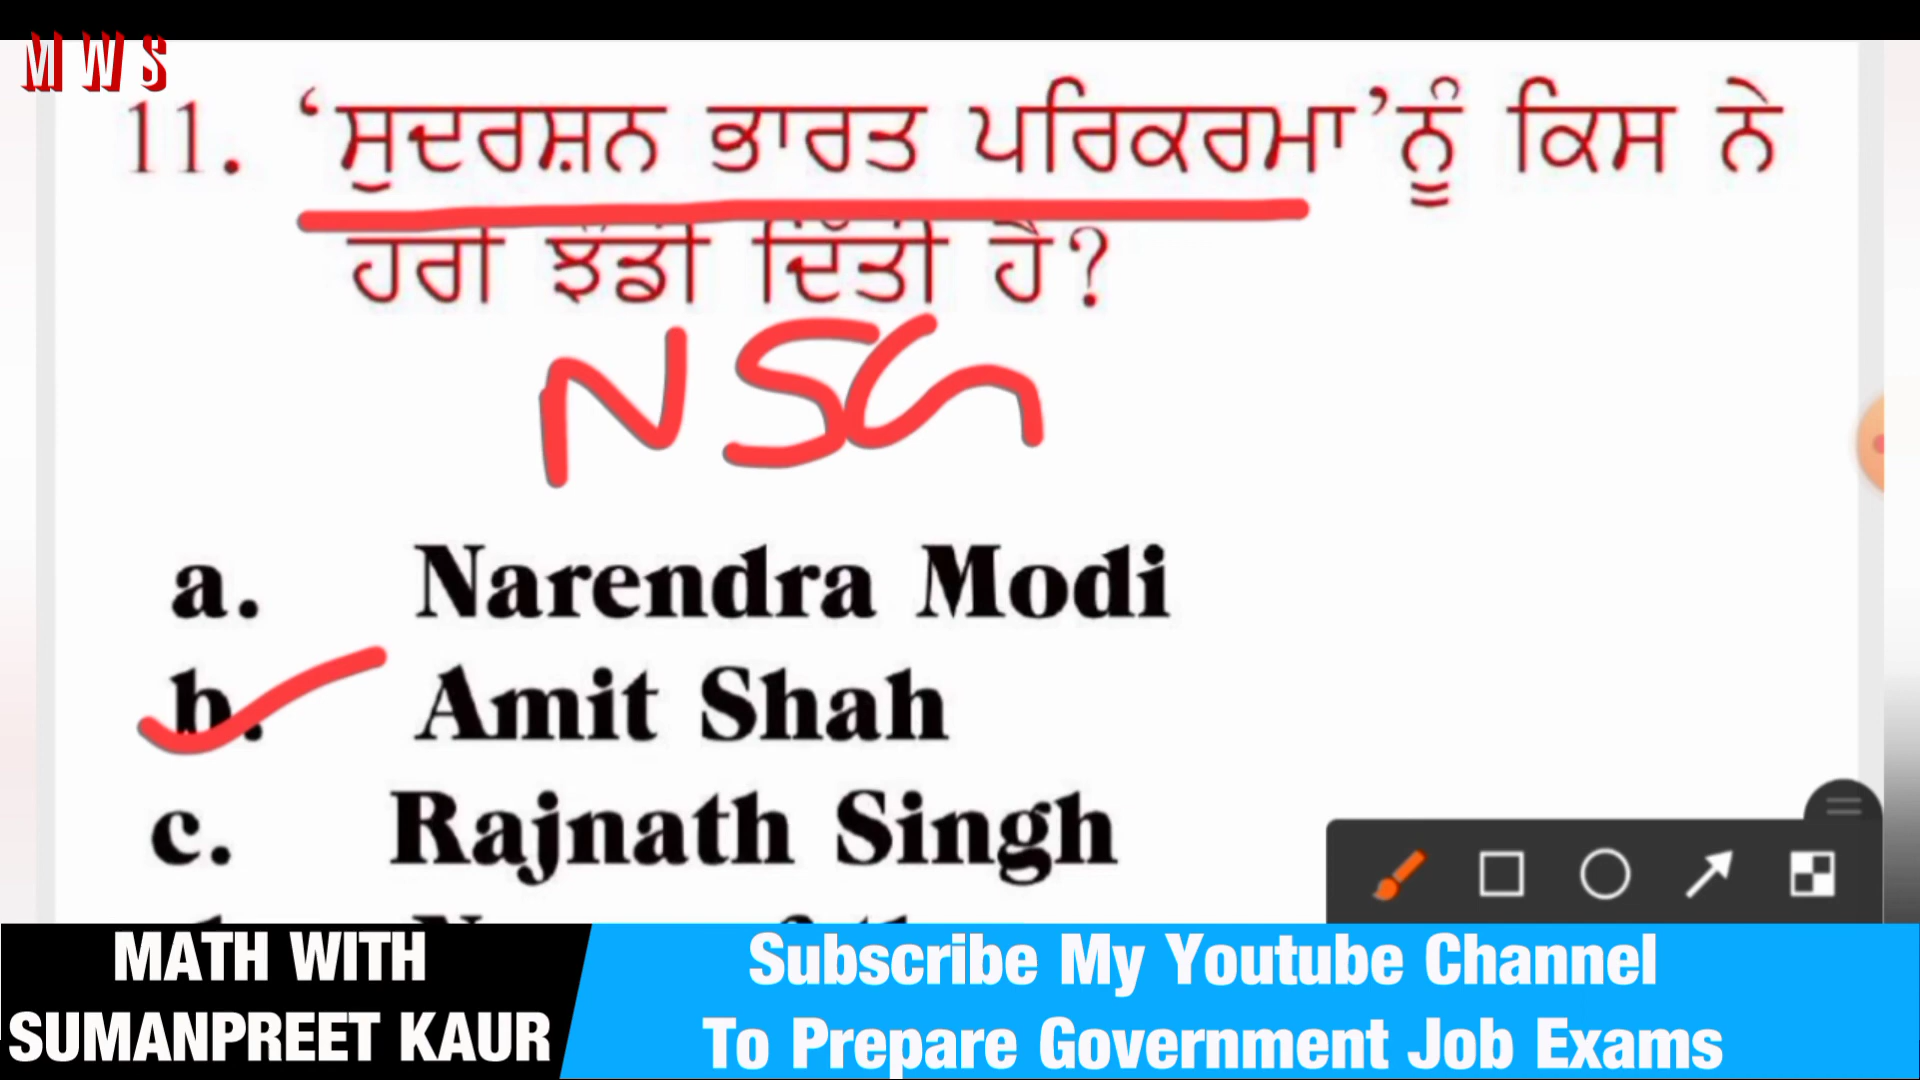 MWS
11. ‘ਸੁਦਰਸ਼ਨ ਭਾਰਤ ਪਰਿਕਰਮਾ’ਨੂੰ ਕਿਸ ਨੇ
ਹਰੀ ਝੰਡੀ ਦਿੱਤੀ ਹੈ?
NSG
a. Narendra Modi
b. Amit Shah
c. Rajnath Singh
MATH WITH
SUMANPREET KAUR
Subscribe My Youtube Channel
To Prepare Government Job Exams